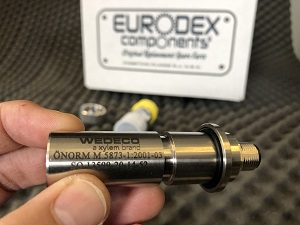 EURODEX
components
Original Replacement Spare Parts
WEDECO
a xylem brand
ÖNORM M 5873-1:2001-03